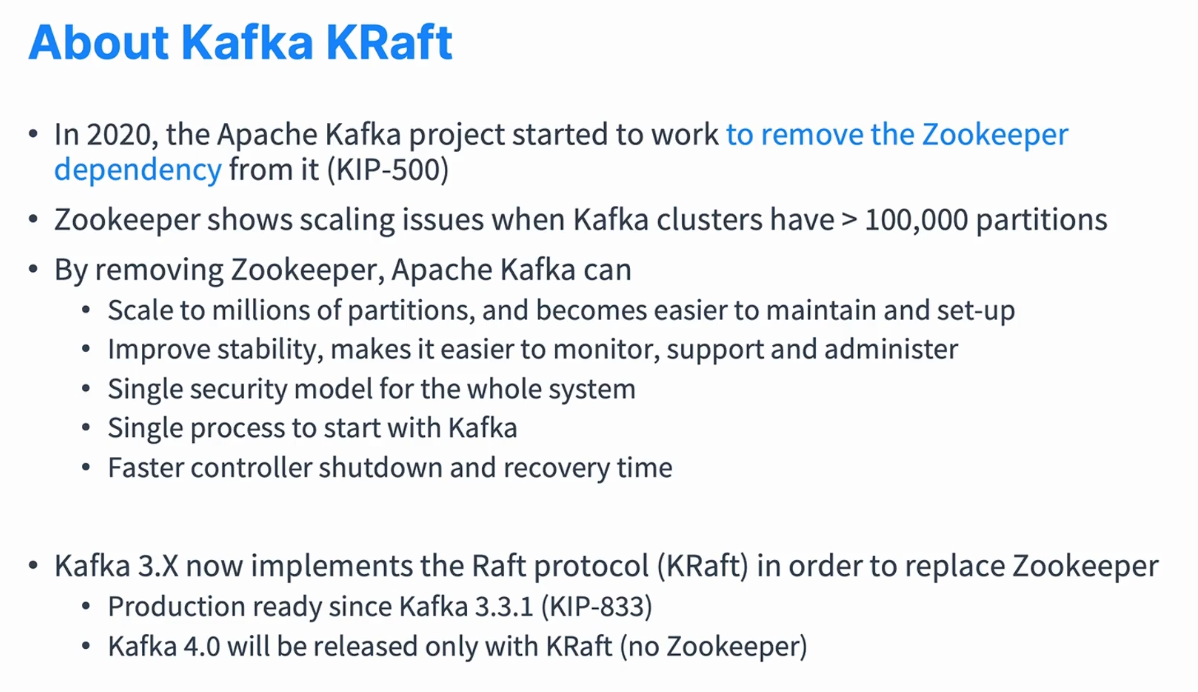 About Kafka KRaft
• In 2020, the Apache Kafka project started to work to remove the Zookeeper
dependency from it (KIP-500)
• Zookeeper shows scaling issues when Kafka clusters have > 100,000 partitions
• By removing Zookeeper, Apache Kafka can
• Scale to millions of partitions, and becomes easier to maintain and set-up
• Improve stability, makes it easier to monitor, support and administer
• Single security model for the whole system
• Single process to start with Kafka
• Faster controller shutdown and recovery time
• Kafka 3.X now implements the Raft protocol (KRaft) in order to replace Zookeeper
• Production ready since Kafka 3.3.1 (KIP-833)
• Kafka 4.0 will be released only with KRaft (no Zookeeper)